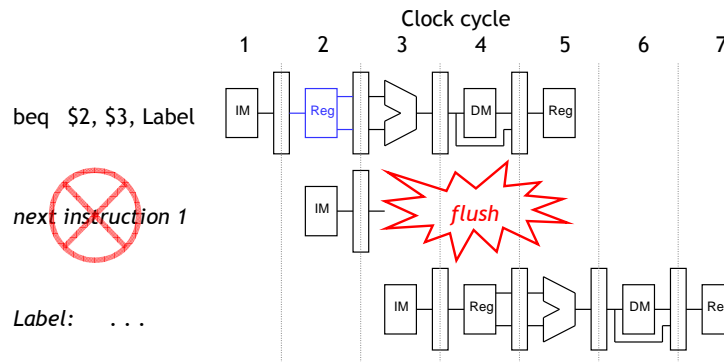 Clock cycle
1 2 3 4 5 6 7
beq $2, $3, Label
IM Reg DM Reg
next instruction 1
IM
flush
Label: . . .
IM Reg DM Re